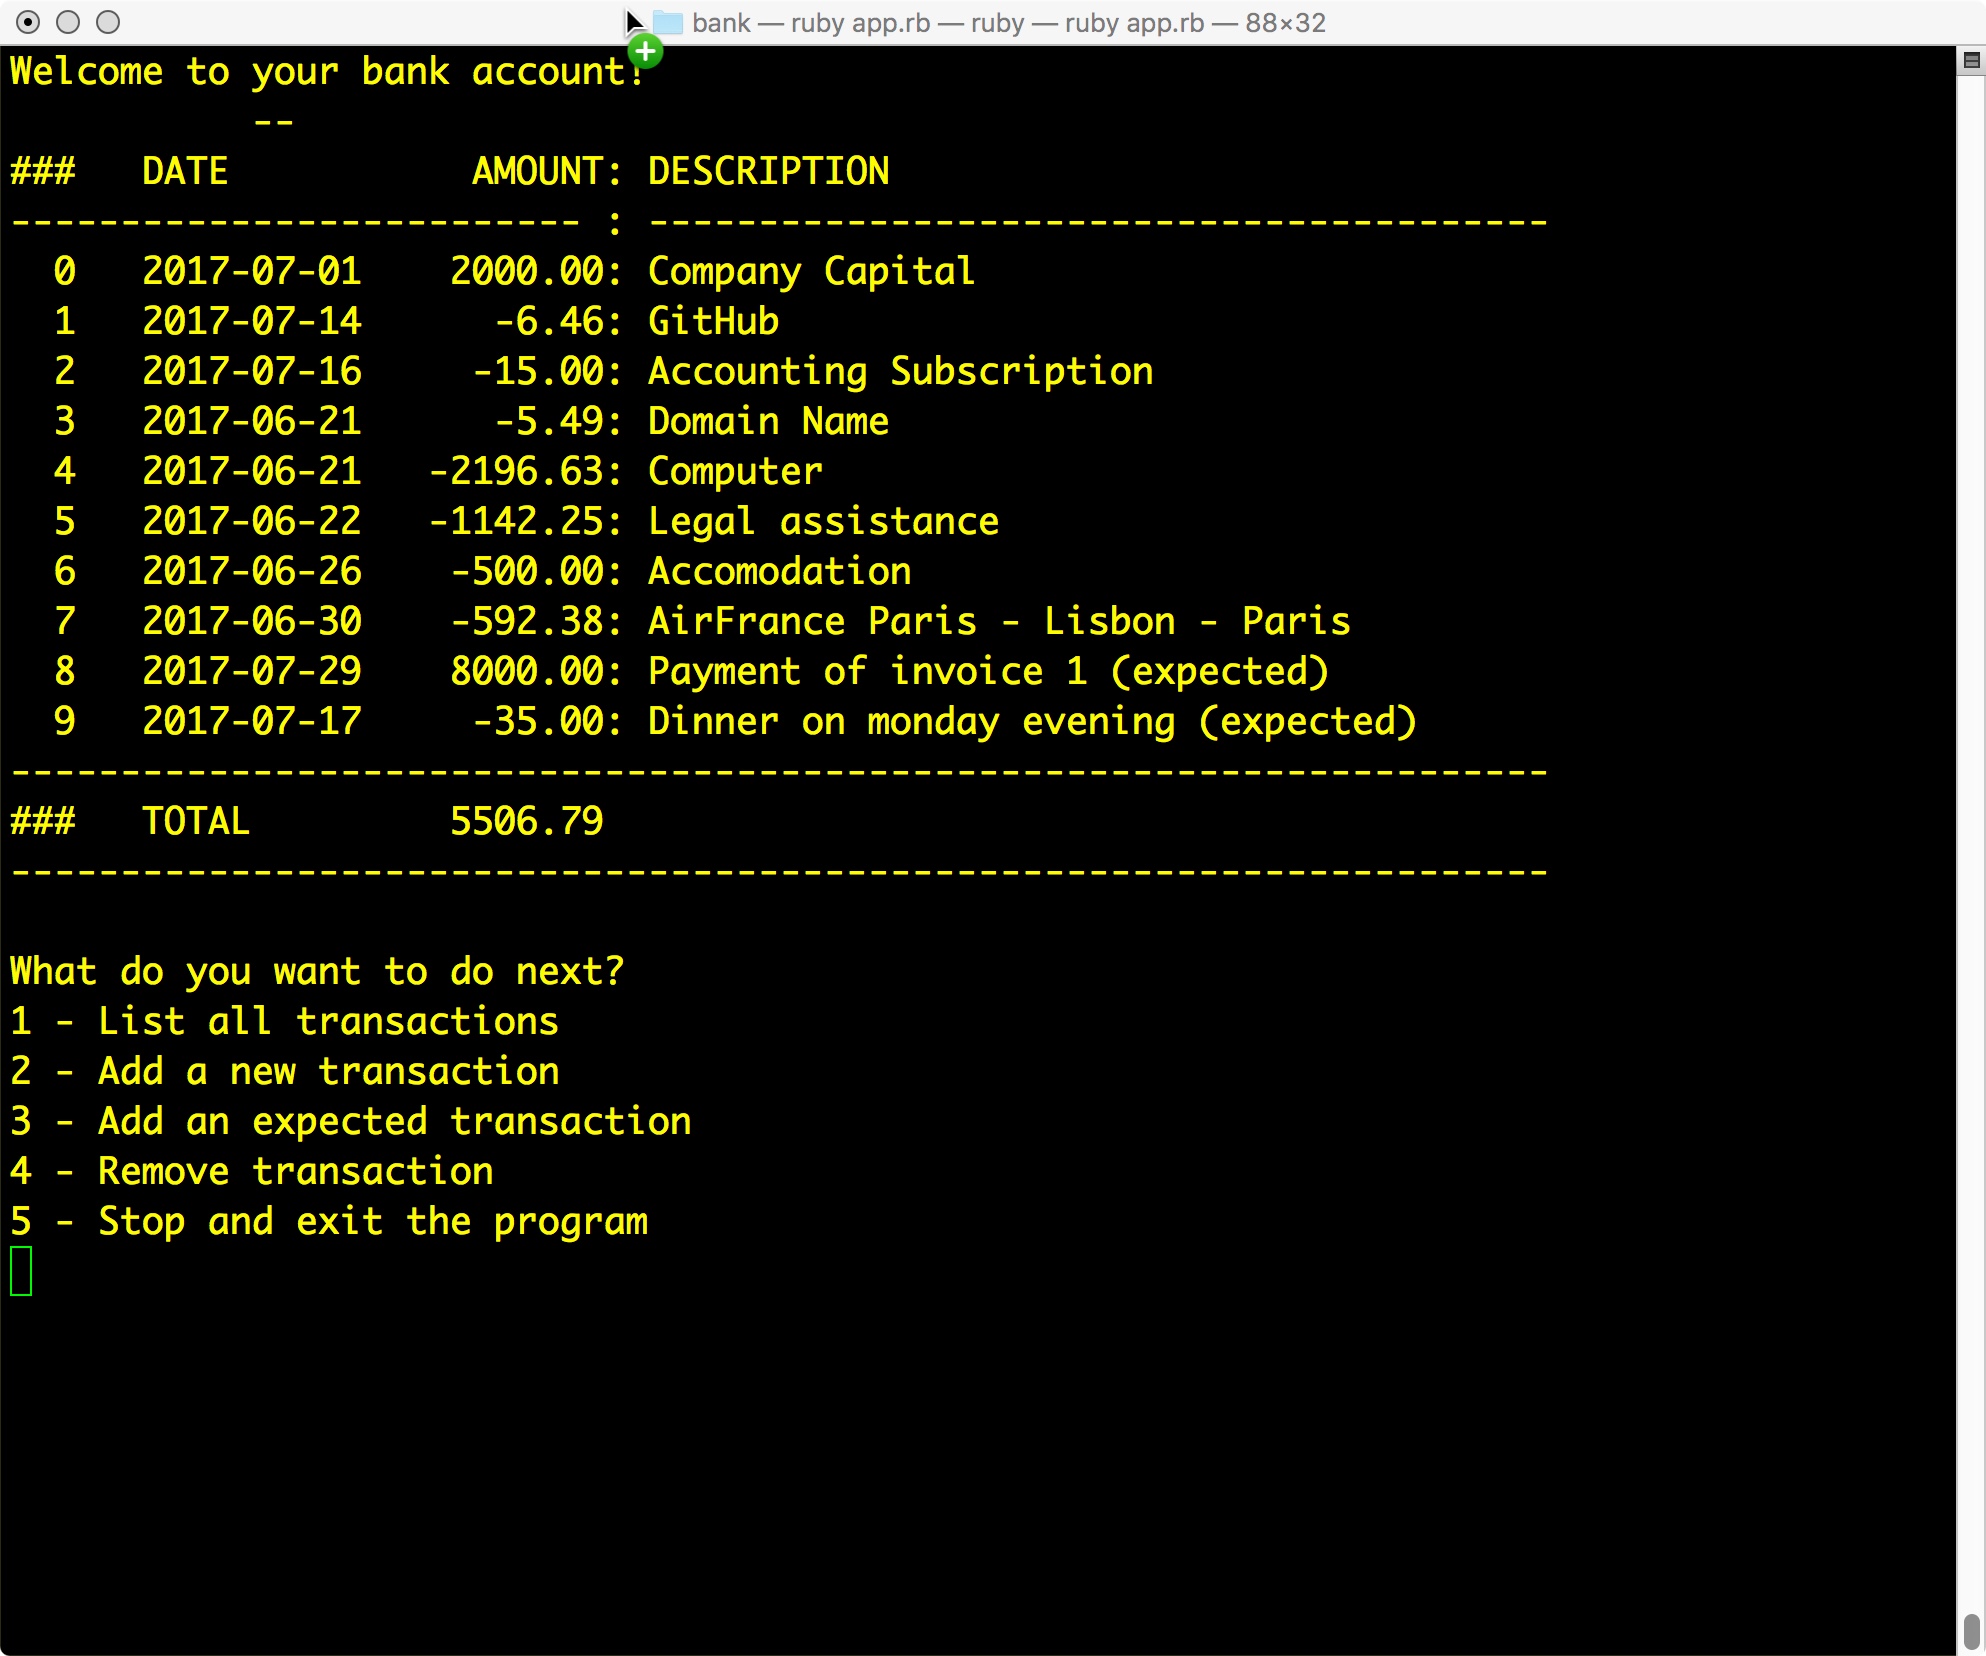 bank — ruby app.rb — ruby — ruby app.rb — 88×32
Welcome to your bank account!
           --
###   DATE           AMOUNT: DESCRIPTION
-------------------------- : -----------------------------------------
  0   2017-07-01    2000.00: Company Capital
  1   2017-07-14      -6.46: GitHub
  2   2017-07-16     -15.00: Accounting Subscription
  3   2017-06-21      -5.49: Domain Name
  4   2017-06-21   -2196.63: Computer
  5   2017-06-22   -1142.25: Legal assistance
  6   2017-06-26    -500.00: Accomodation
  7   2017-06-30    -592.38: AirFrance Paris - Lisbon - Paris
  8   2017-07-29    8000.00: Payment of invoice 1 (expected)
  9   2017-07-17     -35.00: Dinner on monday evening (expected)
----------------------------------------------------------------------
###   TOTAL         5506.79
----------------------------------------------------------------------
What do you want to do next?
1 - List all transactions
2 - Add a new transaction
3 - Add an expected transaction
4 - Remove transaction
5 - Stop and exit the program